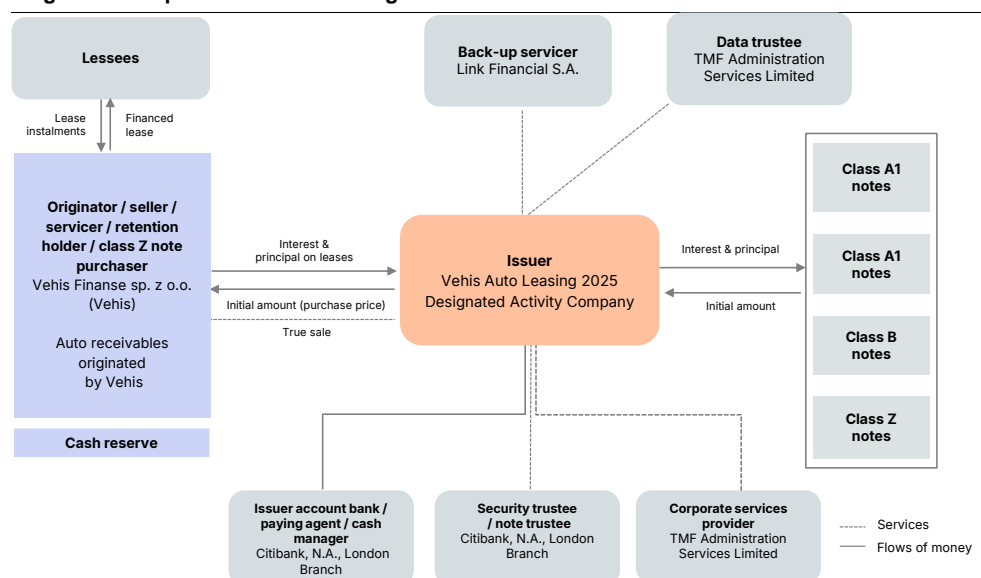 Lessees
Back-up servicer
Link Financial S.A.
Data trustee
TMF Administration
Services Limited
Lease
instalments
Financed
lease
Originator / seller /
servicer / retention
holder / class Z note
purchaser
Vehis Finanse sp. z o.o.
(Vehis)
Auto receivables
originated
by Vehis
Cash reserve
Interest &
principal on leases
Initial amount (purchase price)
True sale
Issuer
Vehis Auto Leasing 2025
Designated Activity Company
Interest & principal
Initial amount
Class A1
notes
Class A1
notes
Class B
notes
Class Z
notes
Issuer account bank /
paying agent / cash
manager
Citibank, N.A., London
Branch
Security trustee
/ note trustee
Citibank, N.A., London
Branch
Corporate services
provider
TMF Administration
Services Limited
Services
Flows of money